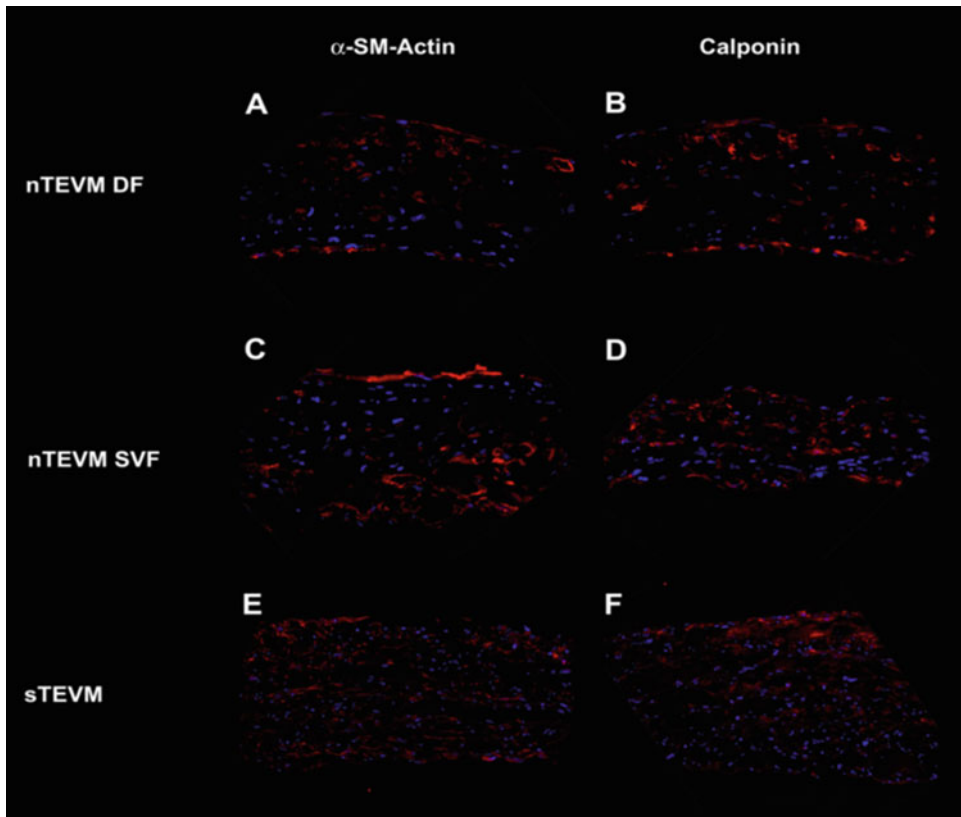 α-SM-Actin
Calponin
A
B
nTEVM DF
C
D
nTEVM SVF
E
F
sTEVM